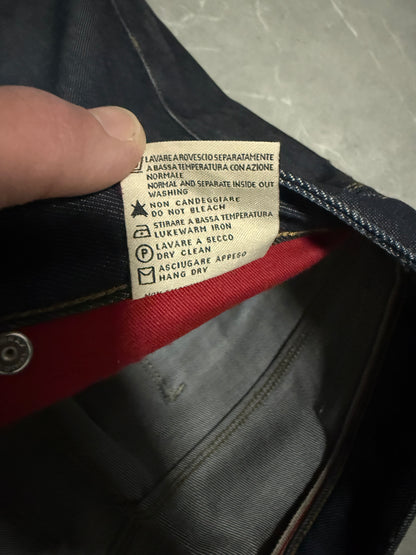 LAVARE A ROVESCIO SEPARATAMENTE
A BASSA TEMPERATURA CON AZIONE
NORMALE
NORMAL AND SEPARATE INSIDE OUT
WASHING
NON CANDEGGIARE
DO NOT BLEACH
STIRARE A BASSA TEMPERATURA
LUKEWARM IRON
P LAVARE A SECCO
DRY CLEAN
ASCIUGARE APPESO
HANG DRY